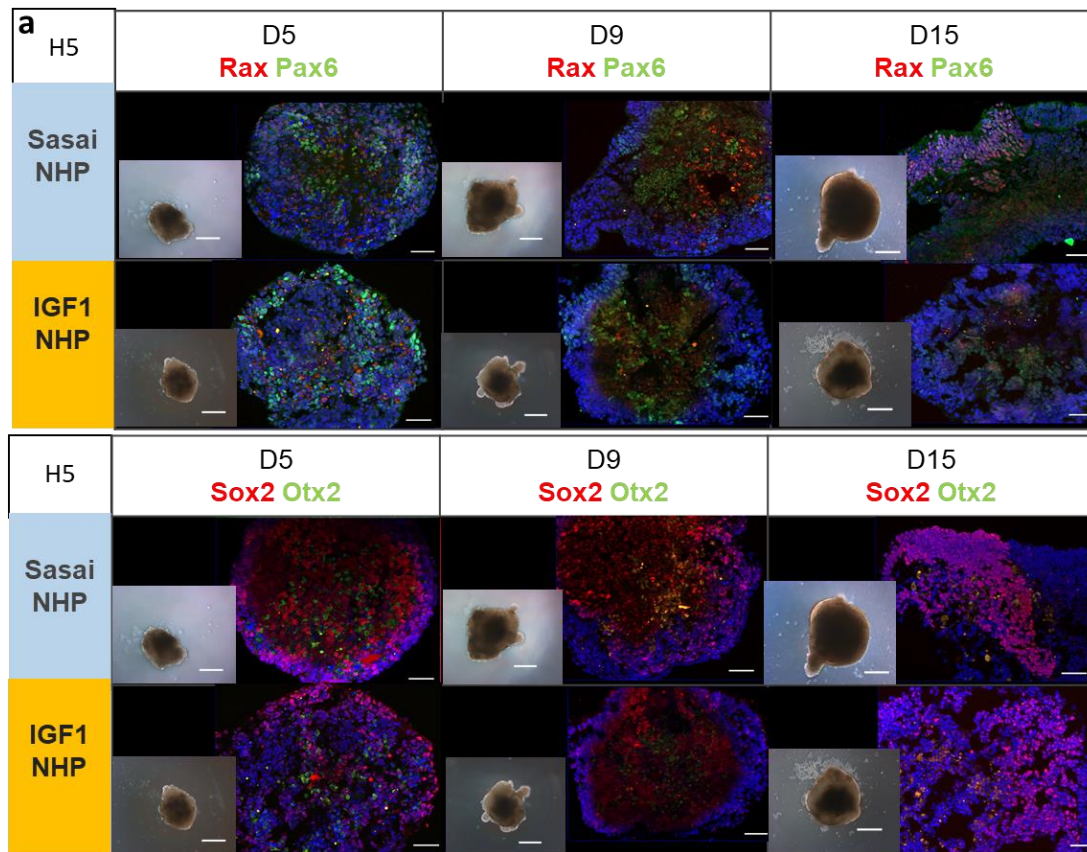 a
H5
D5
Rax Pax6
D9
Rax Pax6
D15
Rax Pax6
Sasai
NHP
IGF1
NHP
H5
D5
Sox2 Otx2
D9
Sox2 Otx2
D15
Sox2 Otx2
Sasai
NHP
IGF1
NHP